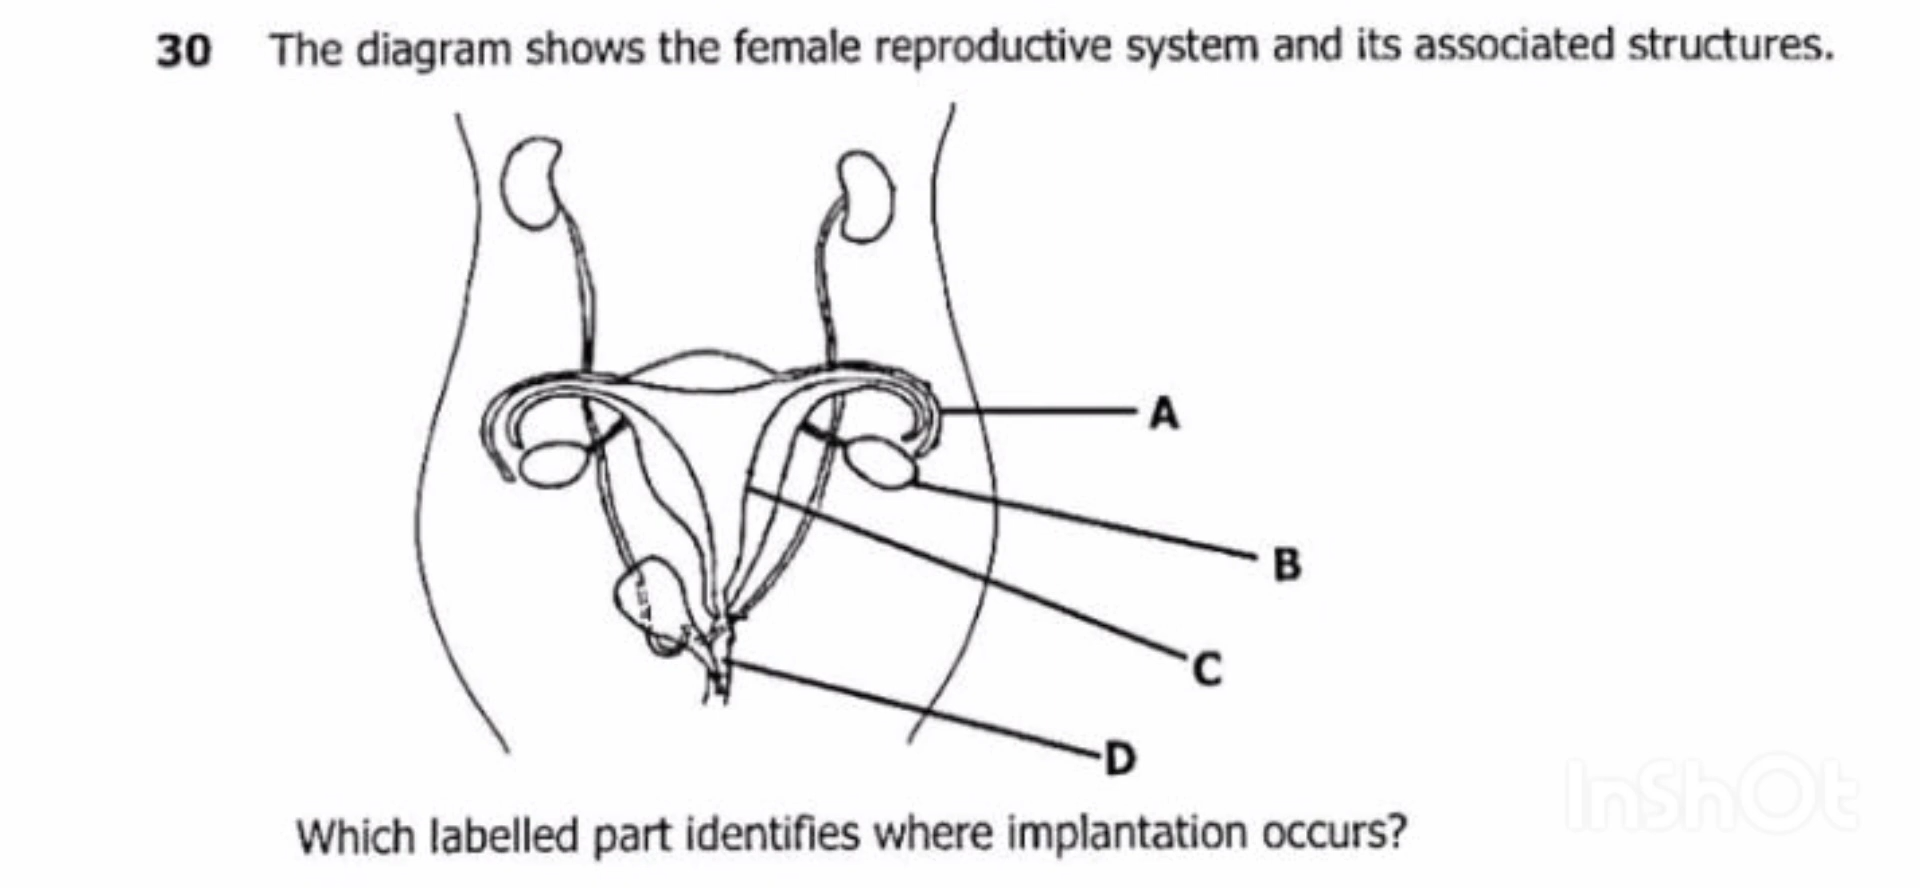 30 The diagram shows the female reproductive system and its associated structures.
A
B
C
D
Which labelled part identifies where implantation occurs?
InShOt